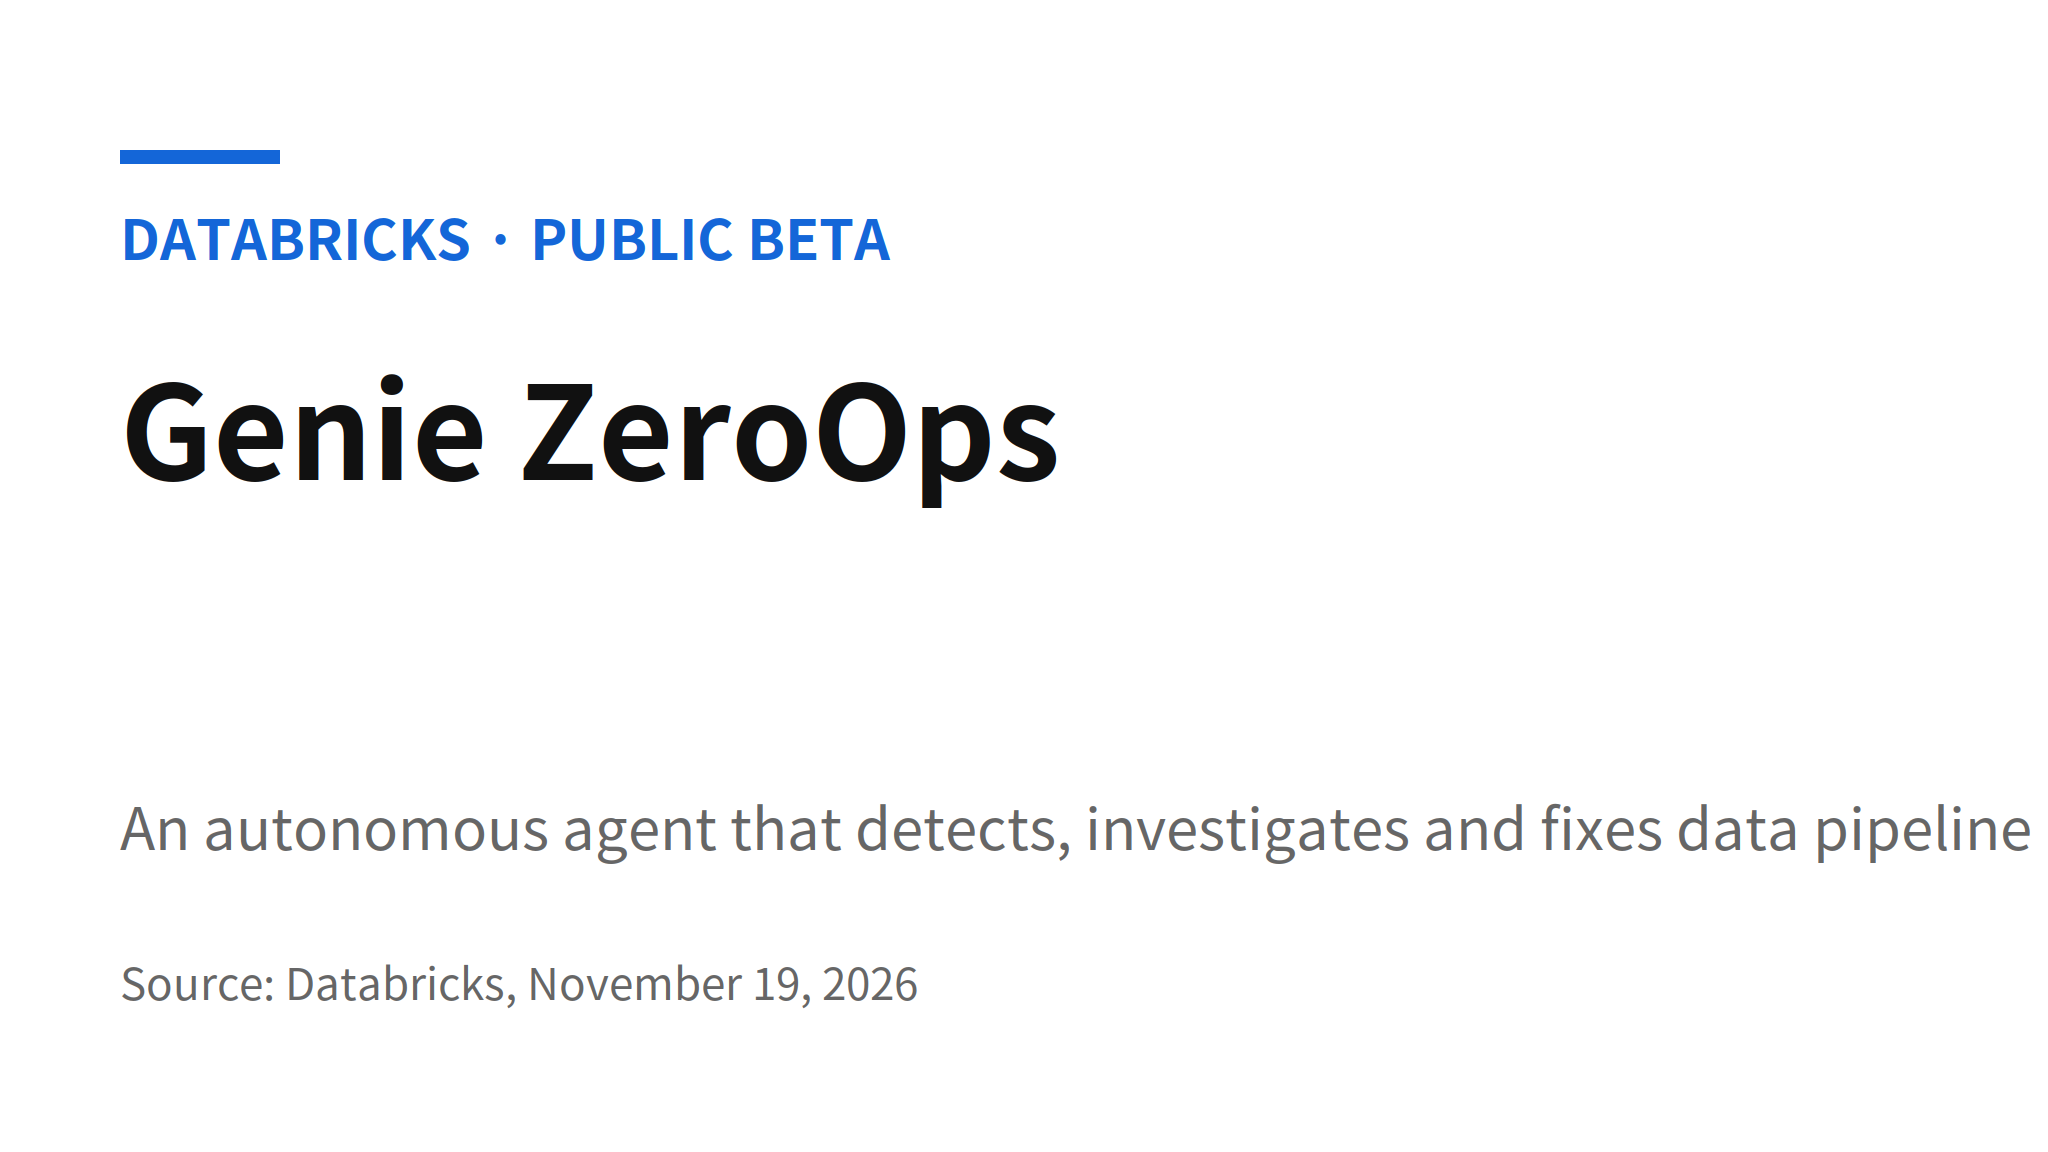 DATABRICKS · PUBLIC BETA
Genie ZeroOps
An autonomous agent that detects, investigates and fixes data pipeline
Source: Databricks, November 19, 2026